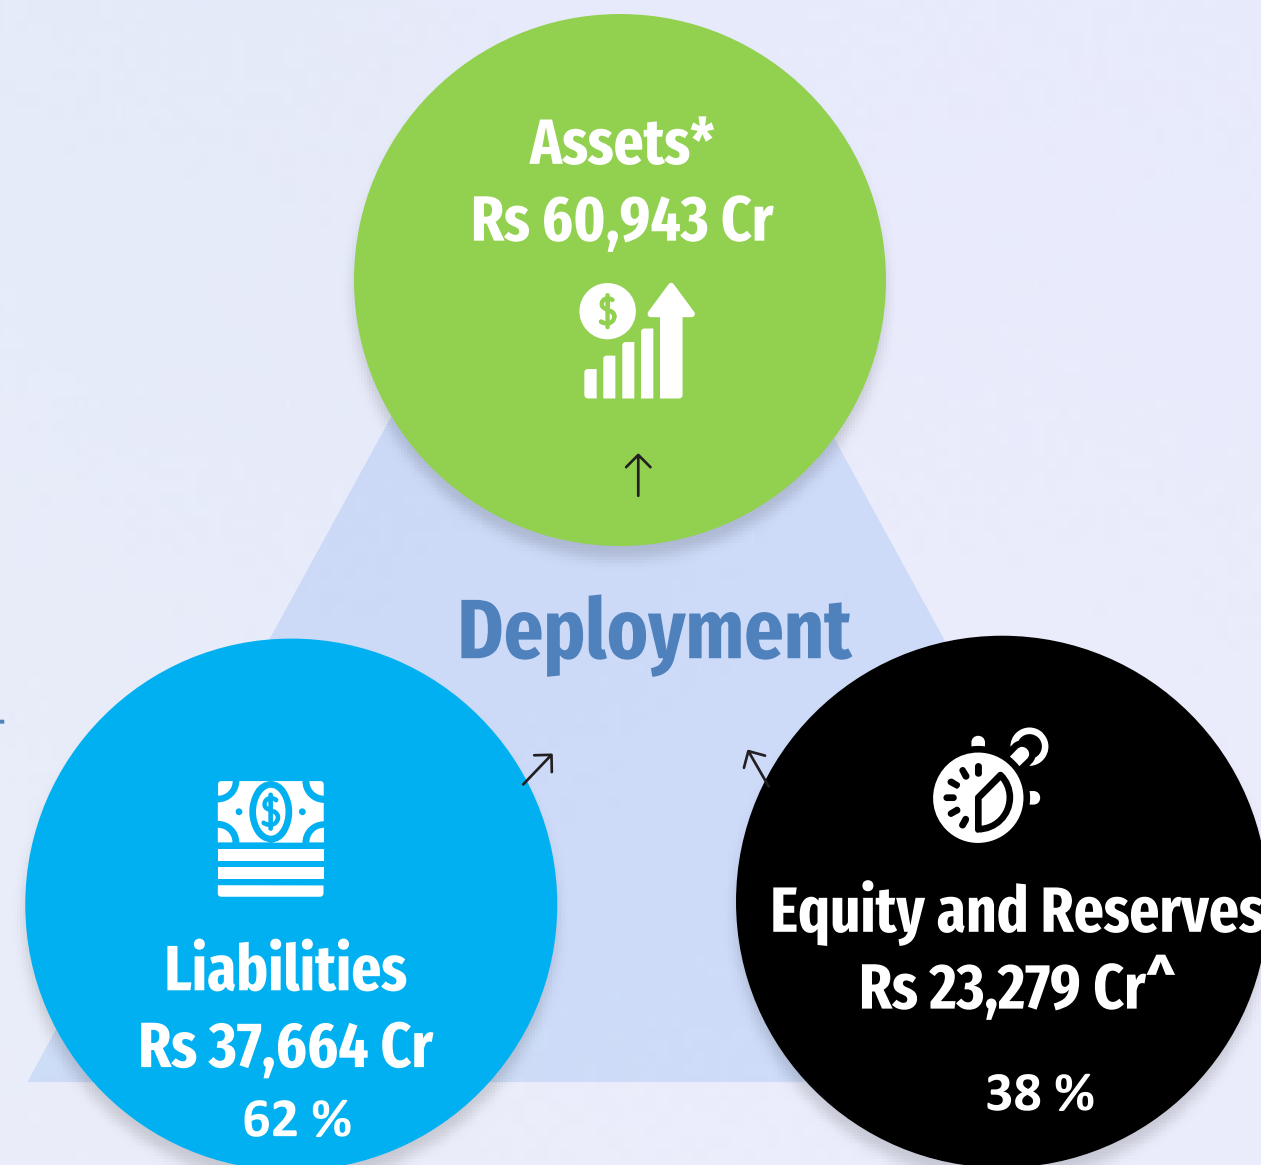 Assets*
Rs 60,943 Cr
$
Deployment
$
Liabilities
Rs 37,664 Cr
62 %
Equity and Reserves
Rs 23,279 Cr^
38 %